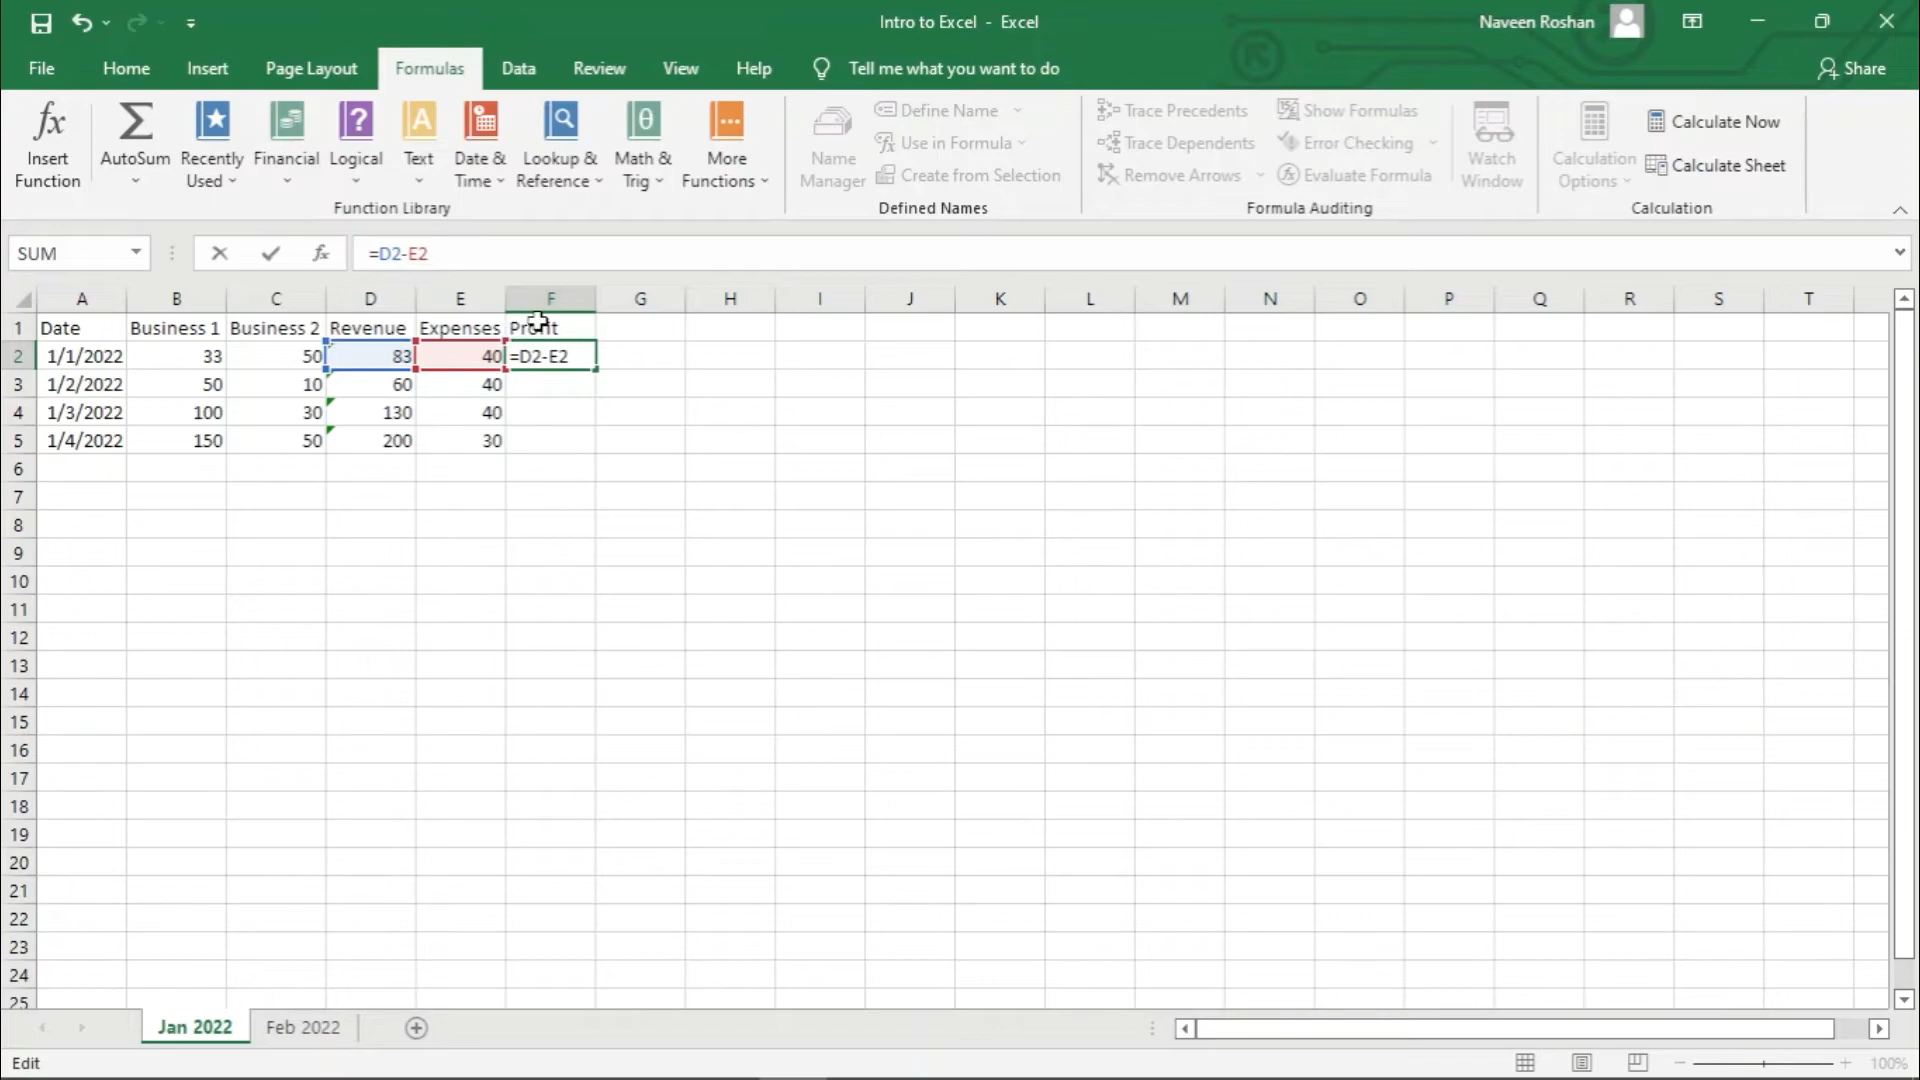 Intro to Excel - Excel
Naveen Roshan
File Home Insert Page Layout Formulas Data Review View Help Tell me what you want to do Share
fx Insert Function
AutoSum
Recently Used
Financial
Logical
Text
Date & Time
Lookup & Reference
Math & Trig
More Functions
Function Library
Name Manager
Define Name
Use in Formula
Create from Selection
Defined Names
Trace Precedents
Trace Dependents
Remove Arrows
Show Formulas
Error Checking
Evaluate Formula
Formula Auditing
Watch Window
Calculation Options
Calculate Now
Calculate Sheet
Calculation
SUM fx =D2-E2
A B C D E F G H I J K L M N O P Q R S T
1 Date Business 1 Business 2 Revenue Expenses Profit
2 1/1/2022 33 50 83 40 =D2-E2
3 1/2/2022 50 10 60 40
4 1/3/2022 100 30 130 40
5 1/4/2022 150 50 200 30
6
7
8
9
10
11
12
13
14
15
16
17
18
19
20
21
22
23
24
25
Jan 2022 Feb 2022
Edit 100%